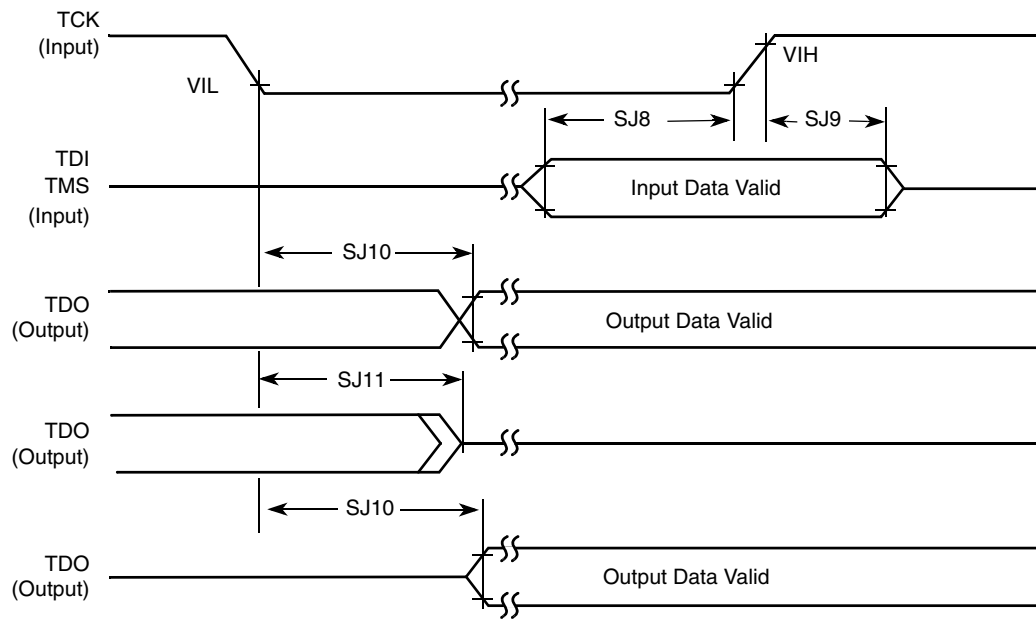 TCK
(Input)
VIL
VIH
SJ8
SJ9
TDI
TMS
(Input)
Input Data Valid
SJ10
TDO
(Output)
Output Data Valid
SJ11
TDO
(Output)
SJ10
TDO
(Output)
Output Data Valid